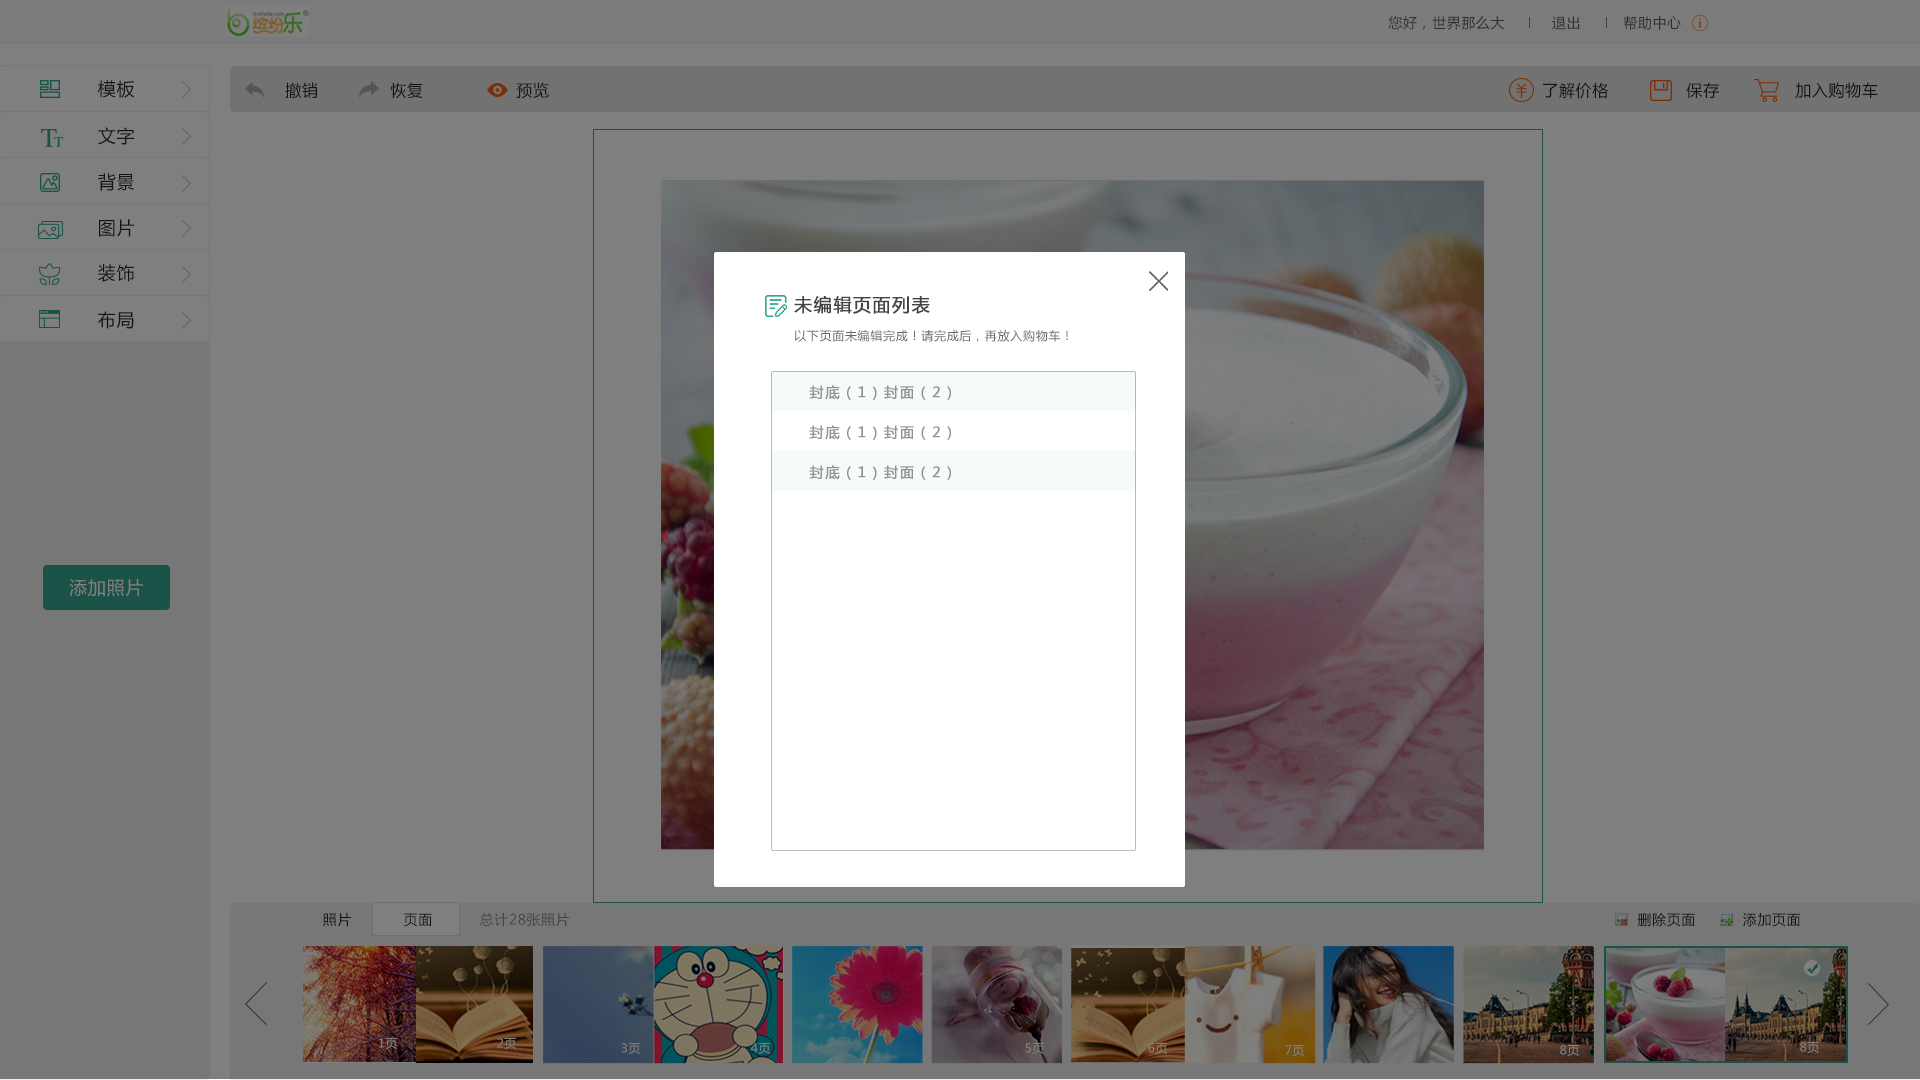 缤纷乐
您好，世界那么大
退出
帮助中心
模板
文字
背景
图片
装饰
布局
添加照片
撤销
恢复
预览
了解价格
保存
加入购物车
未编辑页面列表
以下页面未编辑完成！请完成后，再放入购物车！
封底（1）封面（2）
封底（1）封面（2）
封底（1）封面（2）
照片
页面
总计28张照片
删除页面
添加页面
1页
2页
3页
4页
5页
6页
7页
8页
8页